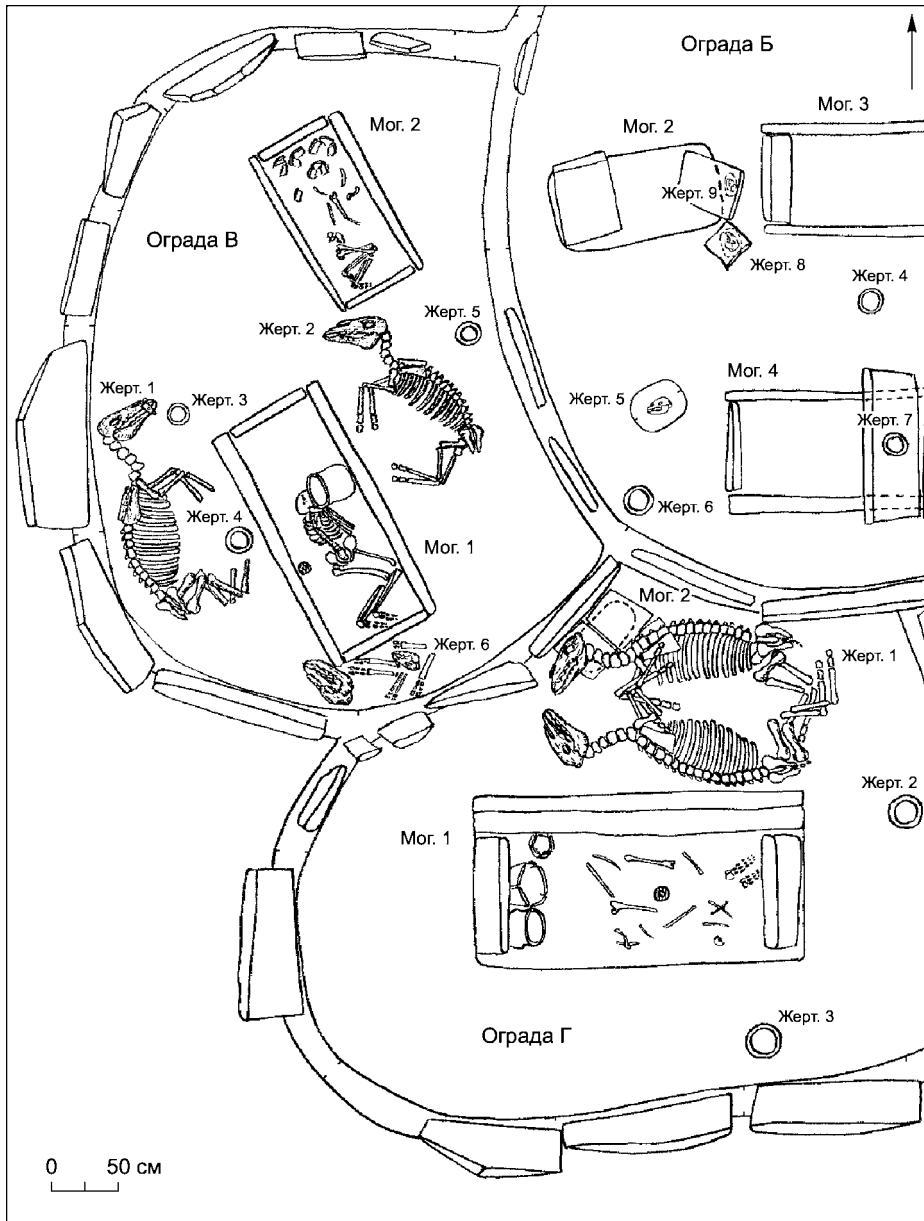 Ограда Б
Мог. 3
Мог. 2
Мог. 2
Жерт. 9
Ограда В
Жерт. 8
Жерт. 4
Жерт. 2
Жерт. 5
Мог. 4
Жерт. 1
Жерт. 3
Жерт. 5
Жерт. 7
Жерт. 6
Жерт. 4
Мог. 1
Мог. 2
Жерт. 6
Жерт. 1
Жерт. 2
Мог. 1
Жерт. 3
Ограда Г
0 50 см